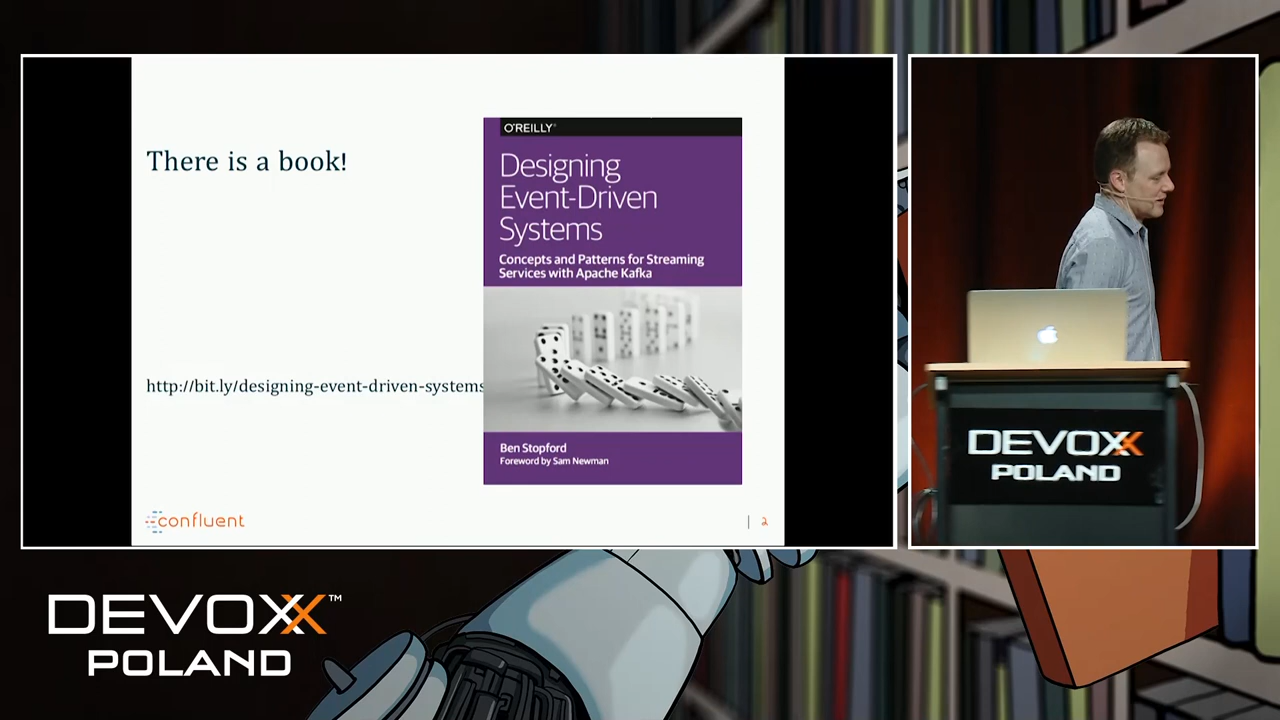 There is a book!
http://bit.ly/designing-event-driven-systems
confluent
| 2
O'REILLY®
Designing
Event-Driven
Systems
Concepts and Patterns for Streaming
Services with Apache Kafka
Ben Stopford
Foreword by Sam Newman
DEVOXX
POLAND
DEVOXX™
POLAND